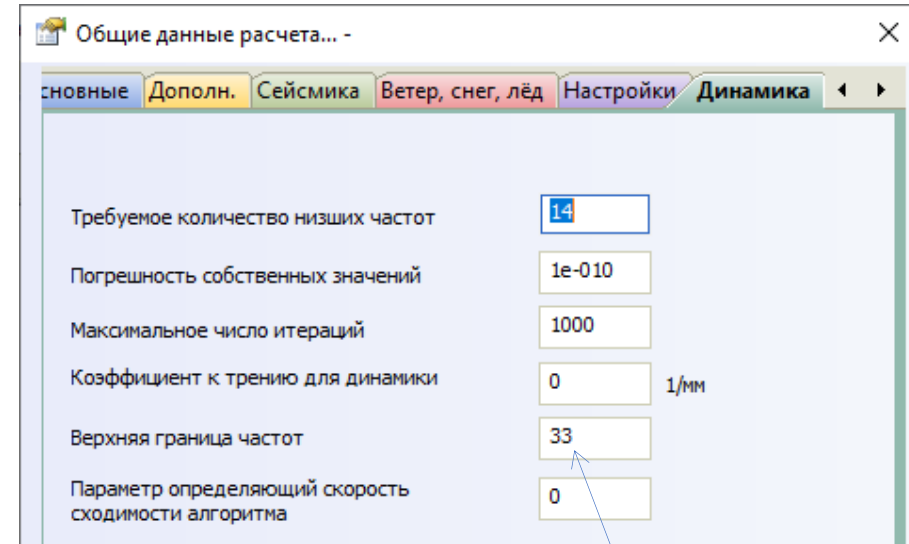 Общие данные расчета... -
сновные Дополн. Сейсмика Ветер, снег, лёд Настройки Динамика
Требуемое количество низших частот 14
Погрешность собственных значений 1e-010
Максимальное число итераций 1000
Коэффициент к трению для динамики 0 1/мм
Верхняя граница частот 33
Параметр определяющий скорость
сходимости алгоритма 0